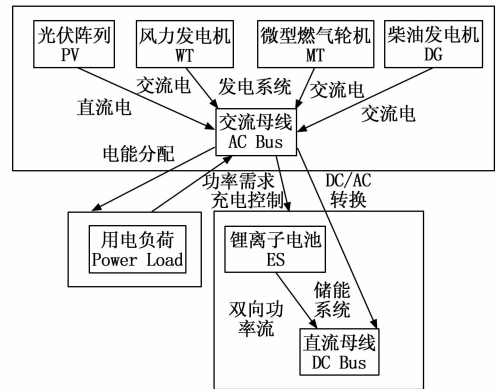 光伏阵列
PV
风力发电机
WT
微型燃气轮机
MT
柴油发电机
DG
交流电
发电系统
交流电
直流电
交流电
交流母线
AC Bus
电能分配
功率需求
充电控制
DC/AC
转换
用电负荷
Power Load
锂离子电池
ES
双向功
率流
储能
系统
直流母线
DC Bus